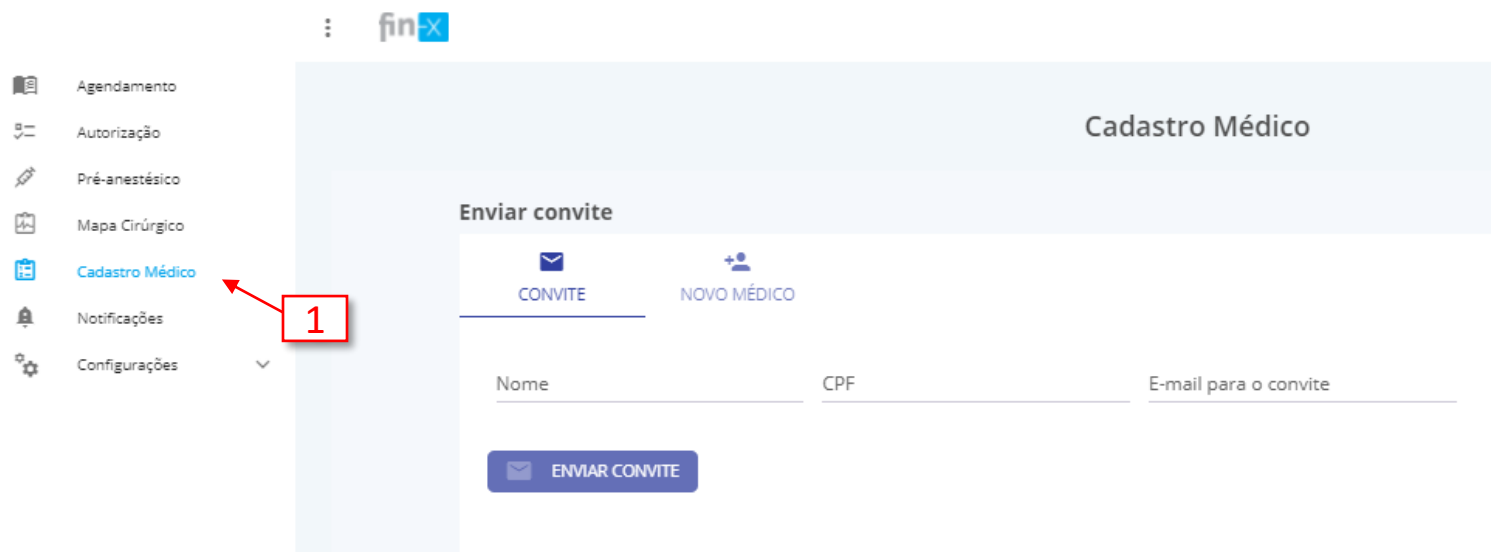 fin-x
Agendamento
Autorização
Pré-anestésico
Mapa Cirúrgico
Cadastro Médico
Notificações
Configurações
1
Cadastro Médico
Enviar convite
CONVITE
NOVO MÉDICO
Nome
CPF
E-mail para o convite
ENVIAR CONVITE